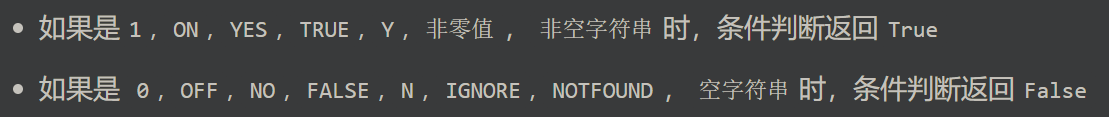 • 如果是 1 , ON , YES , TRUE , Y , 非零值 , 非空字符串 时，条件判断返回 True
• 如果是 0 , OFF , NO , FALSE , N , IGNORE , NOTFOUND , 空字符串 时，条件判断返回 False